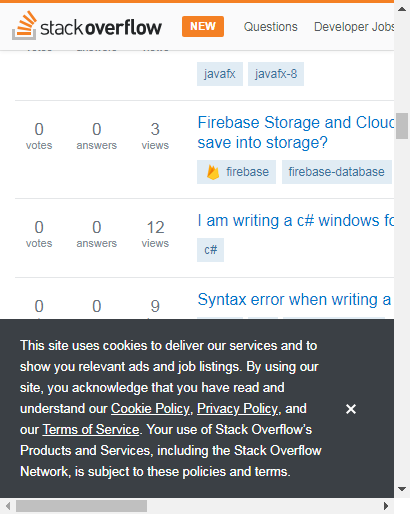 stackoverflow NEW Questions Developer Jobs
javafx javafx-8
0 0 3 Firebase Storage and Cloud
votes answers views save into storage?
firebase firebase-database
0 0 12 I am writing a c# windows fo
votes answers views
c#
0 0 9 Syntax error when writing a
This site uses cookies to deliver our services and to
show you relevant ads and job listings. By using our
site, you acknowledge that you have read and
understand our Cookie Policy, Privacy Policy, and
our Terms of Service. Your use of Stack Overflow's
Products and Services, including the Stack Overflow
Network, is subject to these policies and terms.